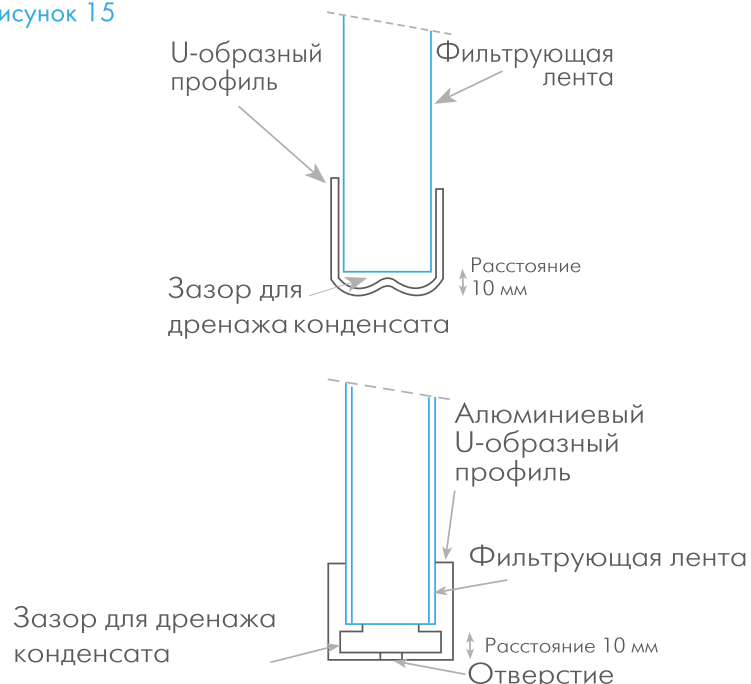 исунок 15
U-образный
профиль
Фильтрующая
лента
Расстояние
10 мм
Зазор для
дренажа конденсата
Алюминиевый
U-образный
профиль
Фильтрующая лента
Зазор для дренажа
конденсата
Расстояние 10 мм
Отверстие